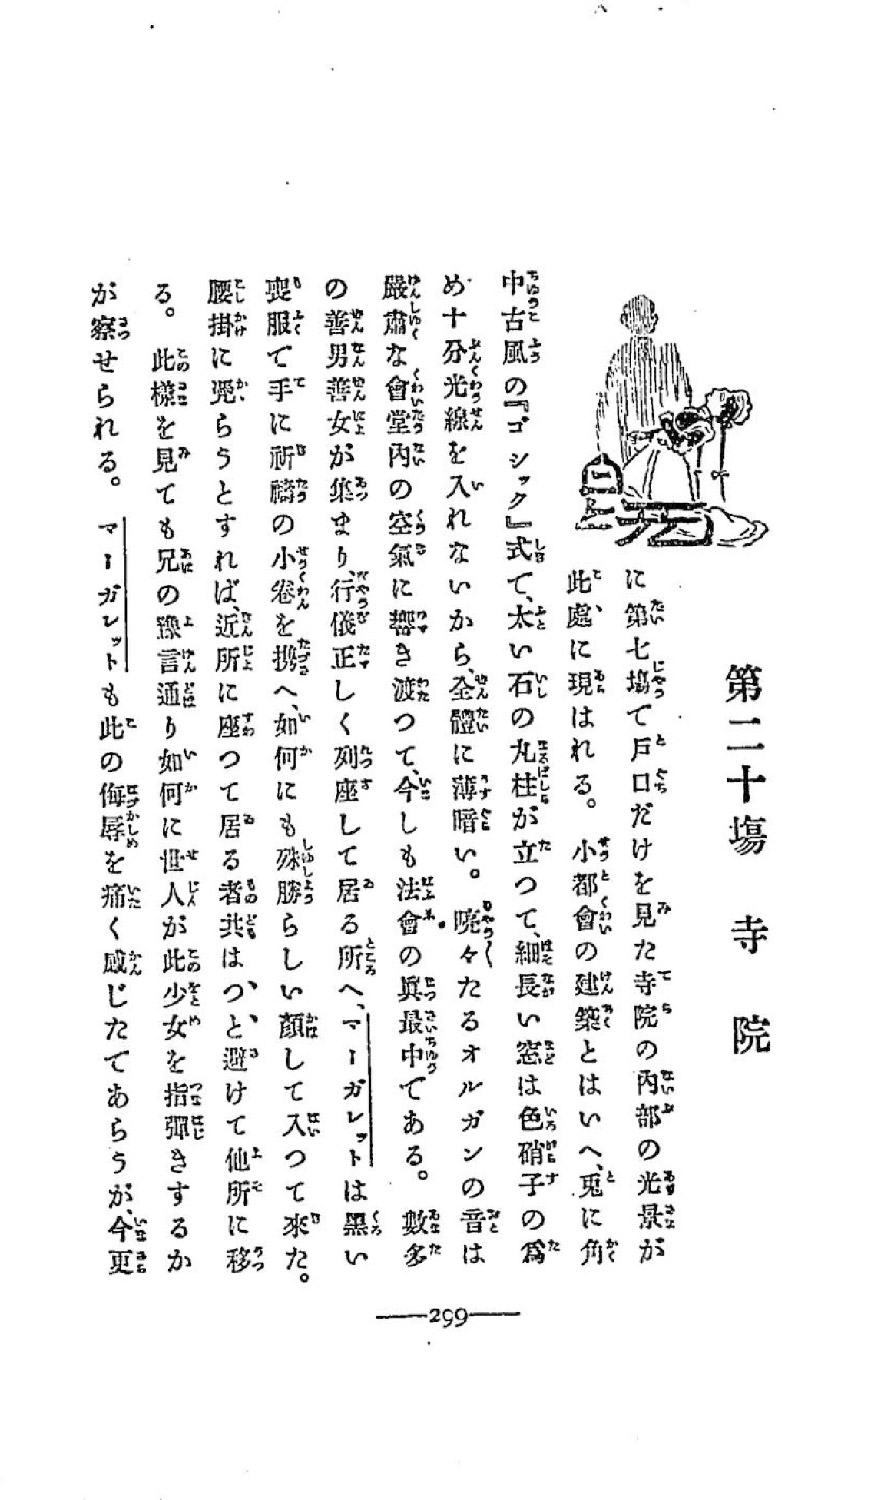 第二十場　寺院
に第七場で戸口だけを見た寺院の内部の光景が
此處に現はれる。小都會の建築とはいへ、兎に角
中古風の『ゴシック』式で、太い石の丸柱が立つて、細長い窓は色硝子の爲
め十分光線を入れないから、全體に薄暗い。嘵々たるオルガンの音は
嚴肅な會堂内の空氣に響き渡つて、今しも法會の眞最中である。數多
の善男善女が集まり、行儀正しく列座して居る所へ、マーガレットは黑い
喪服で手に祈禱の小卷を携へ、如何にも殊勝らしい顏して入つて來た。
腰掛に凭らうとすれば、近所に座つて居る者共はつ、と、避けて他所に移
る。此樣を見ても兄の豫言通り如何に世人が此少女を指彈きするか
が察せられる。マーガレットも此の侮辱を痛く感じたであらうが、今更
299